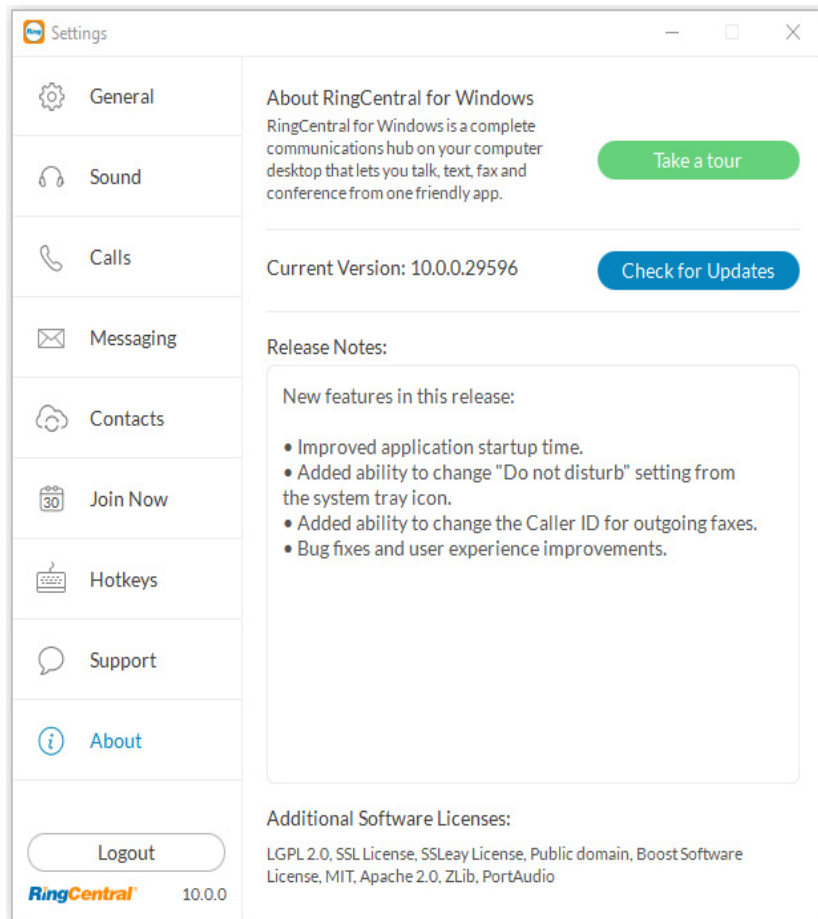 Ring
Settings
General
Sound
Calls
Messaging
Contacts
30
Join Now
Hotkeys
Support
i
About
Logout
RingCentral®
10.0.0
About RingCentral for Windows
RingCentral for Windows is a complete
communications hub on your computer
desktop that lets you talk, text, fax and
conference from one friendly app.
Take a tour
Current Version: 10.0.0.29596
Check for Updates
Release Notes:
New features in this release:
• Improved application startup time.
• Added ability to change "Do not disturb" setting from
the system tray icon.
• Added ability to change the Caller ID for outgoing faxes.
• Bug fixes and user experience improvements.
Additional Software Licenses:
LGPL 2.0, SSL License, SSLeay License, Public domain, Boost Software
License, MIT, Apache 2.0, ZLib, PortAudio